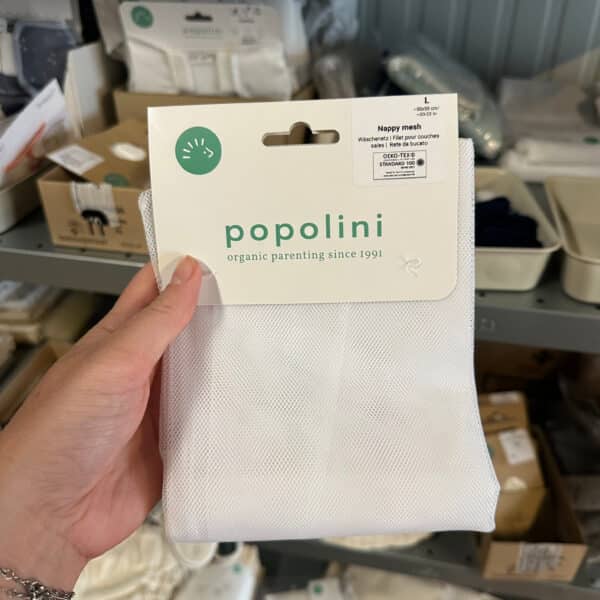 popolini
L
Nappy mesh
Wäschenetz | Filet pour couches
sales | Rete da bucato
OEKO-TEX®
STANDARD 100
popolini
organic parenting since 1991